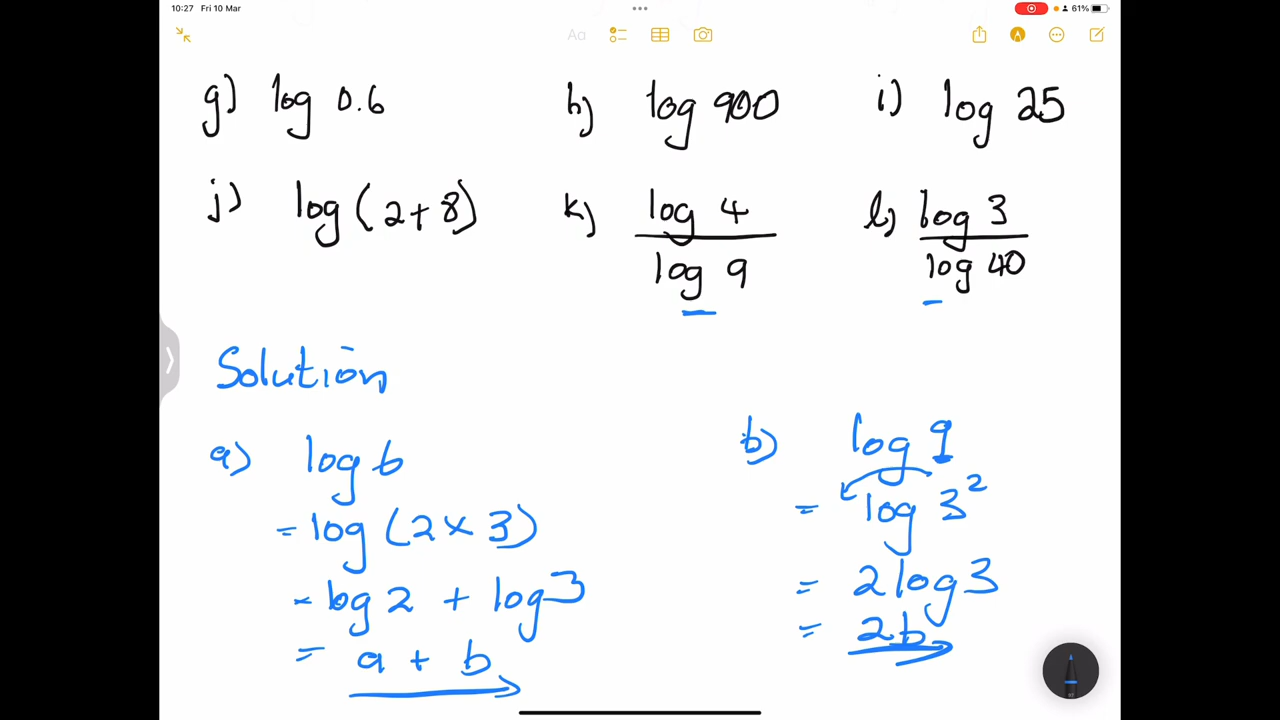 10:27 Fri 10 Mar
61%
Aa
g) log 0.6
h) log 900
i) log 25
j) log (2+8)
k) log 4
log 9
l) log 3
log 40
Solution
a) log 6
= log (2 × 3)
= log 2 + log 3
= a + b
b) log 9
= log 3²
= 2 log 3
= 2b